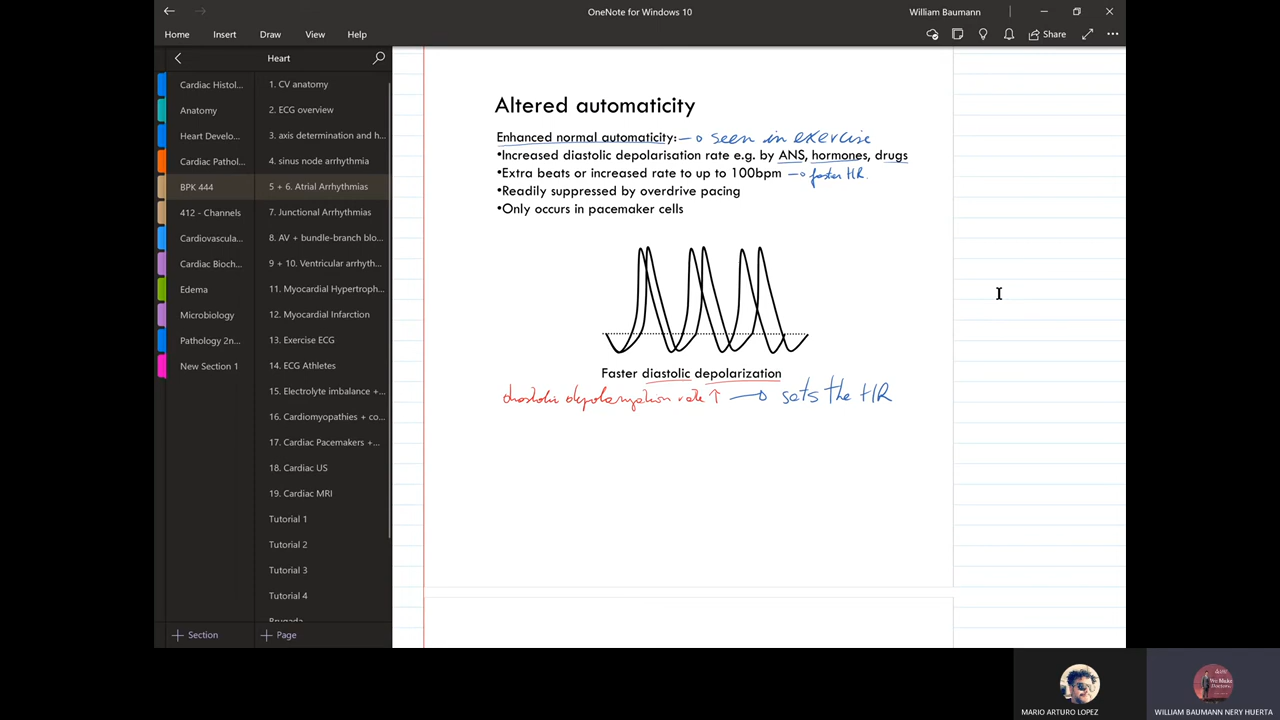 OneNote for Windows 10
William Baumann
Home Insert Draw View Help
Share
Heart
Cardiac Histol...
Anatomy
Heart Develo...
Cardiac Pathol...
BPK 444
412 - Channels
Cardiovascula...
Cardiac Bioch...
Edema
Microbiology
Pathology 2n...
New Section 1
Section
1. CV anatomy
2. ECG overview
3. axis determination and h...
4. sinus node arrhythmia
5 + 6. Atrial Arrhythmias
7. Junctional Arrhythmias
8. AV + bundle-branch blo...
9 + 10. Ventricular arrhyth...
11. Myocardial Hypertroph...
12. Myocardial Infarction
13. Exercise ECG
14. ECG Athletes
15. Electrolyte imbalance +...
16. Cardiomyopathies + co...
17. Cardiac Pacemakers +...
18. Cardiac US
19. Cardiac MRI
Tutorial 1
Tutorial 2
Tutorial 3
Tutorial 4
Brugada
Page
Altered automaticity
Enhanced normal automaticity: seen in exercise
•Increased diastolic depolarisation rate e.g. by ANS, hormones, drugs
•Extra beats or increased rate to up to 100bpm faster HR.
•Readily suppressed by overdrive pacing
•Only occurs in pacemaker cells
Faster diastolic depolarization
diastolic depolarization rate ↑ sets the HR
MARIO ARTURO LOPEZ
WILLIAM BAUMANN NERY HUERTA